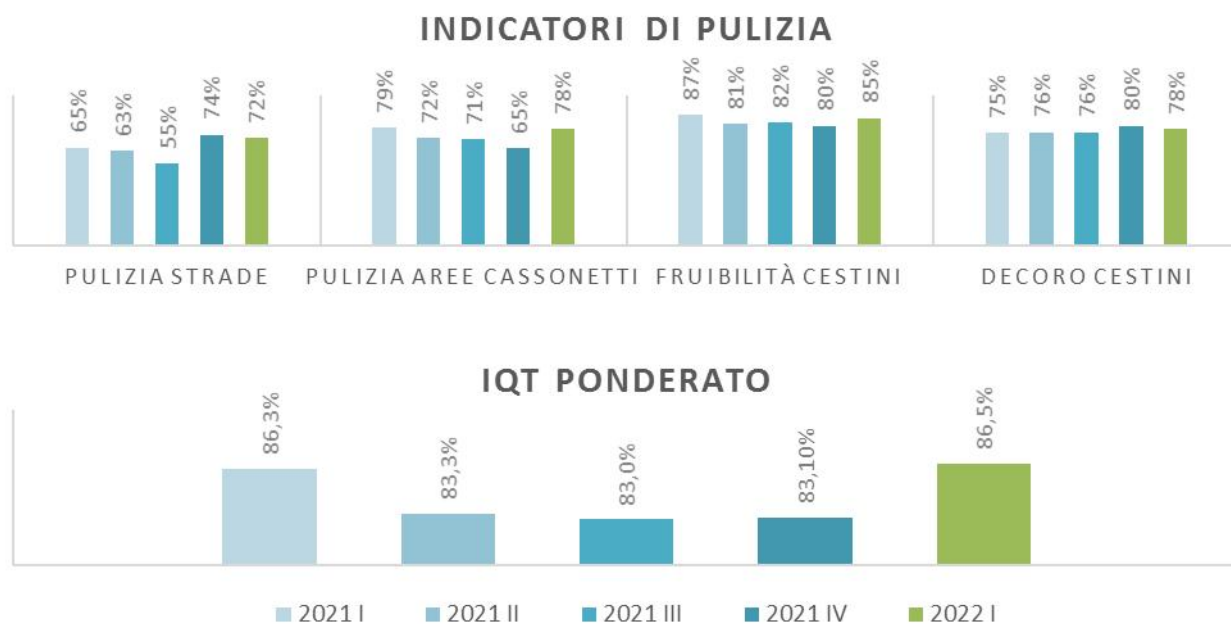 INDICATORI DI PULIZIA
65% 63% 55% 74% 72% 79% 72% 71% 65% 78% 87% 81% 82% 80% 85% 75% 76% 76% 80% 78%
PULIZIA STRADE PULIZIA AREE CASSONETTI FRUIBILITÀ CESTINI DECORO CESTINI
IQT PONDERATO
86,3% 83,3% 83,0% 83,10% 86,5%
2021 I 2021 II 2021 III 2021 IV 2022 I